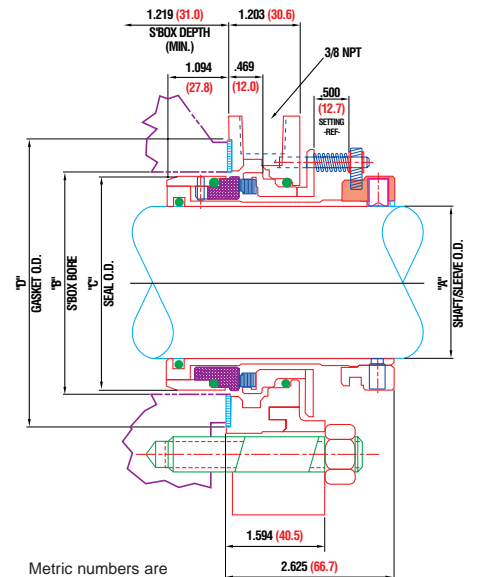 1.219 (31.0)
S'BOX DEPTH
(MIN.)
1.203 (30.6)
3/8 NPT
1.094
(27.8)
.469
(12.0)
.500
(12.7)
SETTING
-REF-
"D"
GASKET O.D.
"B"
S'BOX BORE
"C"
SEAL O.D.
"A"
SHAFT/SLEEVE O.D.
1.594 (40.5)
2.625 (66.7)
Metric numbers are